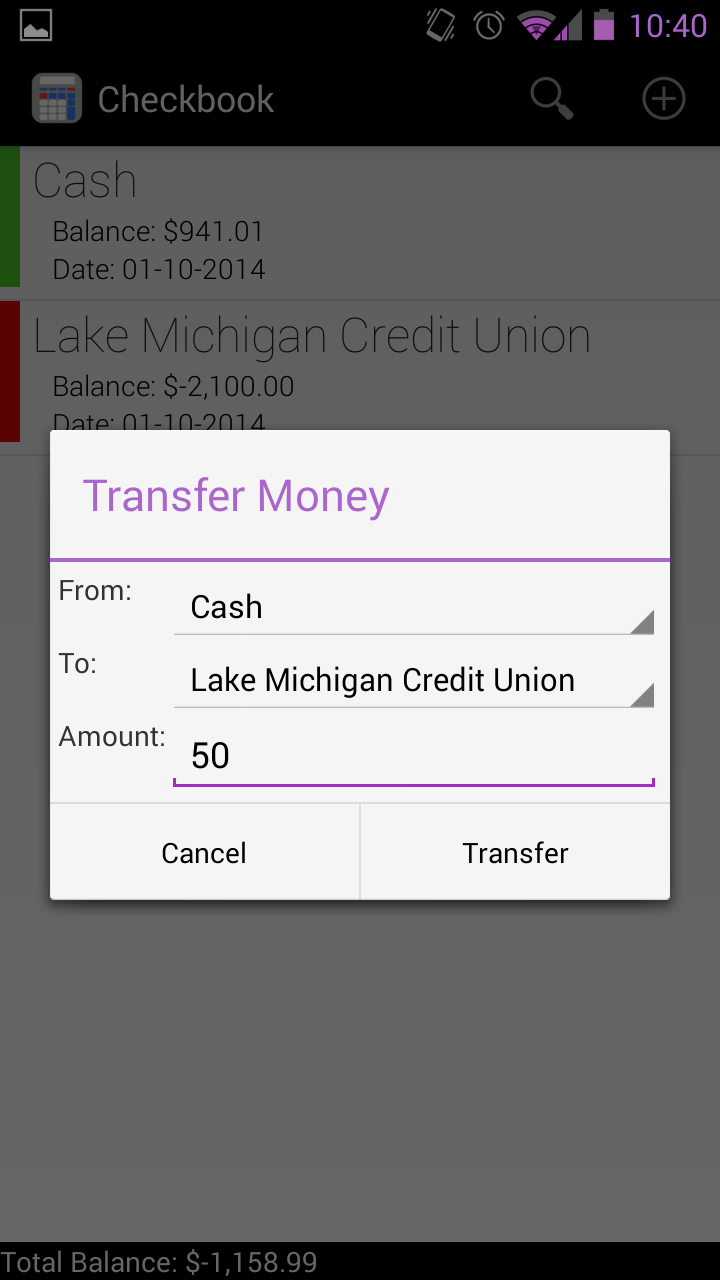 10:40
Checkbook
Cash
Balance: $941.01
Date: 01-10-2014
Lake Michigan Credit Union
Balance: $-2,100.00
Date: 01-10-2014
Transfer Money
From: Cash
To: Lake Michigan Credit Union
Amount: 50
Cancel Transfer
Total Balance: $-1,158.99